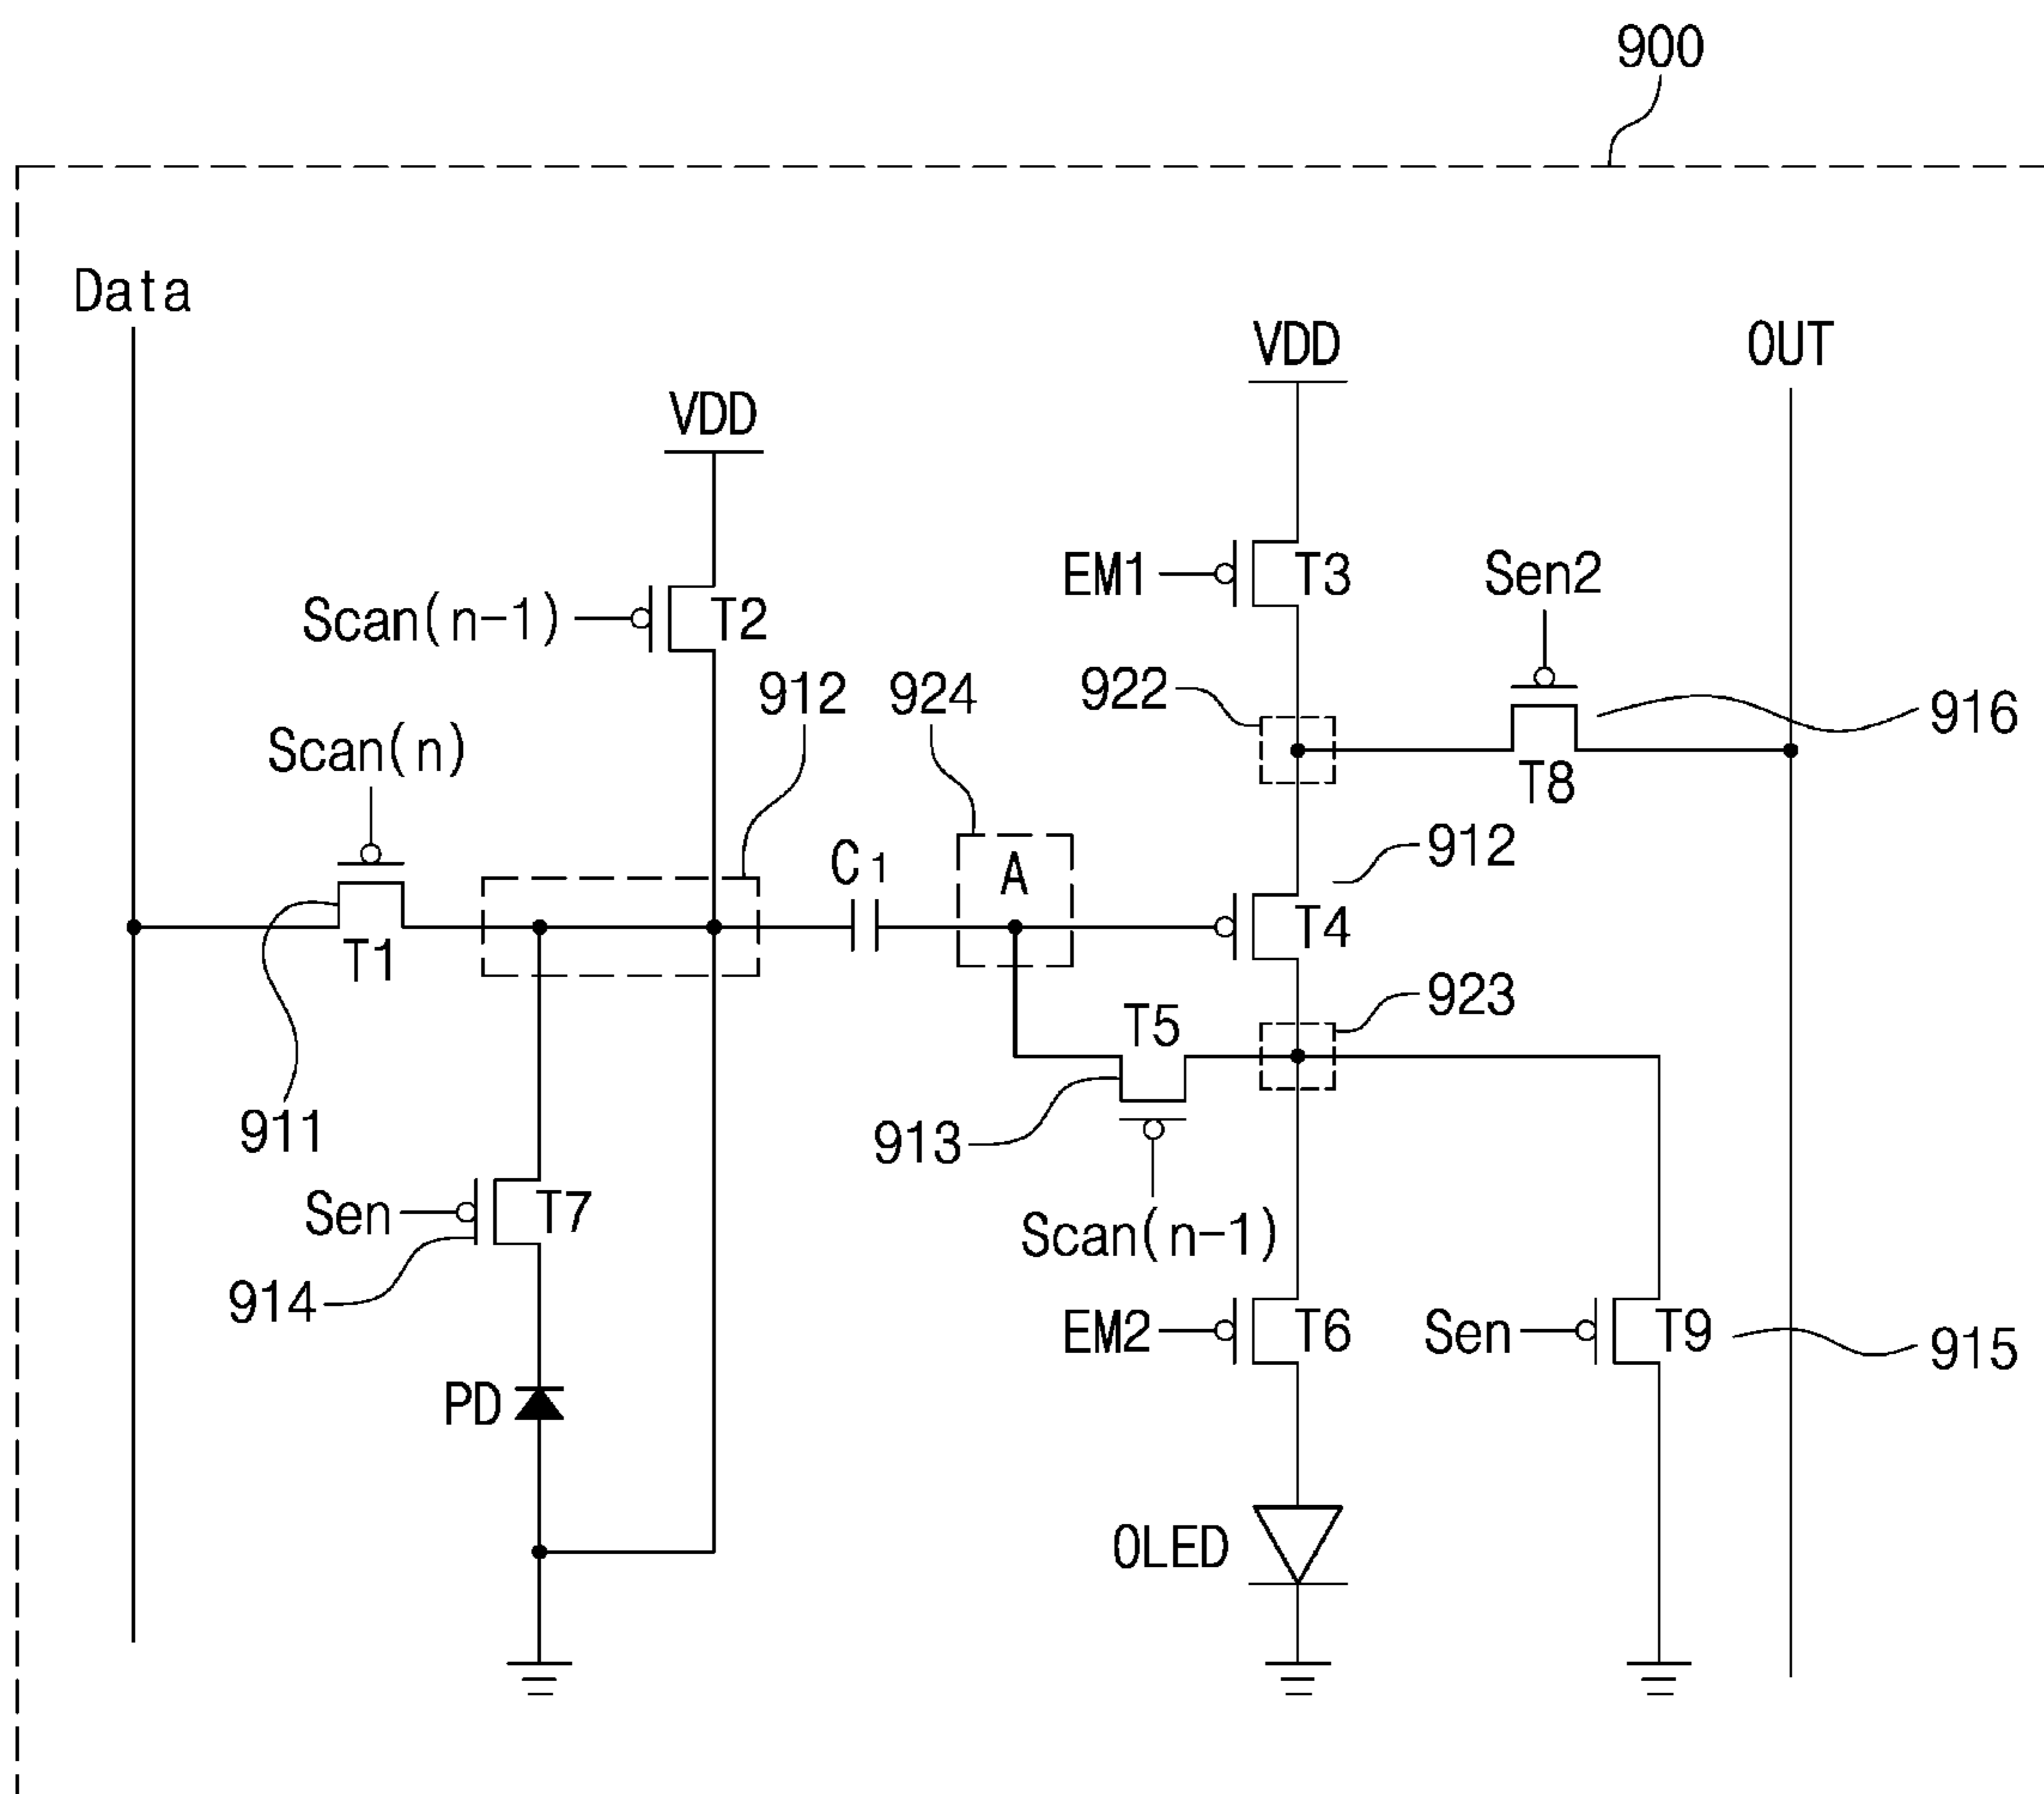 900
Data
VDD
OUT
VDD
EM1
T3
Sen2
Scan(n-1)
T2
912
924
922
916
Scan(n)
T8
C1
A
912
T1
T4
923
T5
911
913
Sen
T7
Scan(n-1)
914
EM2
T6
Sen
T9
915
PD
OLED